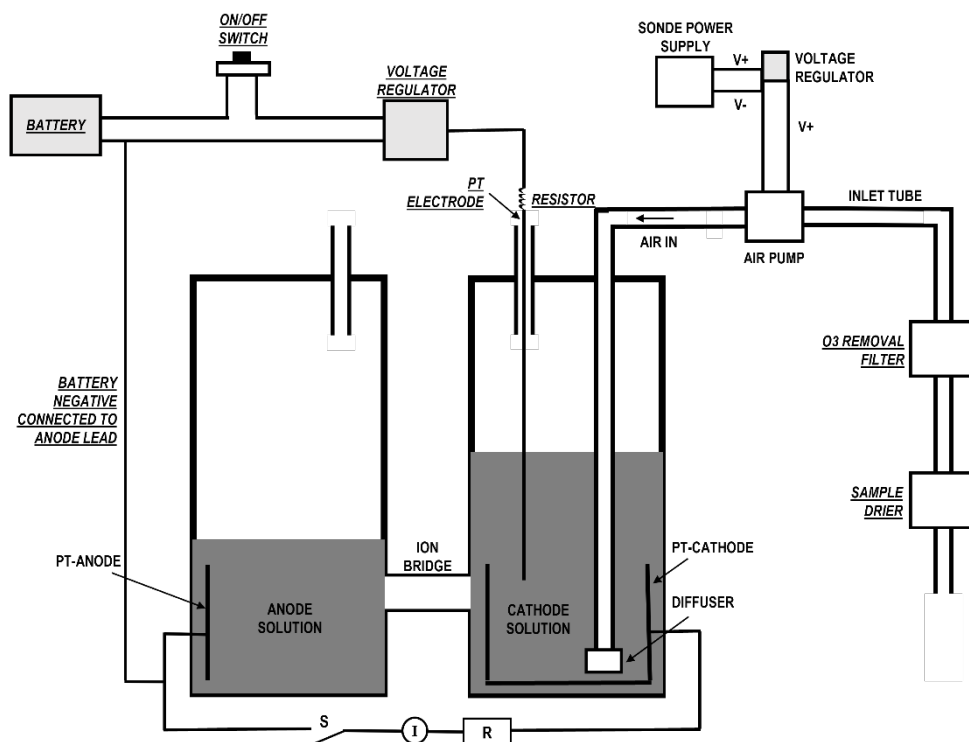 ON/OFF
SWITCH
SONDE POWER
SUPPLY
V+
V-
VOLTAGE
REGULATOR
VOLTAGE
REGULATOR
BATTERY
V+
PT
ELECTRODE
RESISTOR
INLET TUBE
AIR IN
AIR PUMP
O3 REMOVAL
FILTER
BATTERY
NEGATIVE
CONNECTED TO
ANODE LEAD
SAMPLE
DRIER
PT-ANODE
ION
BRIDGE
PT-CATHODE
ANODE
SOLUTION
CATHODE
SOLUTION
DIFFUSER
S
I
R